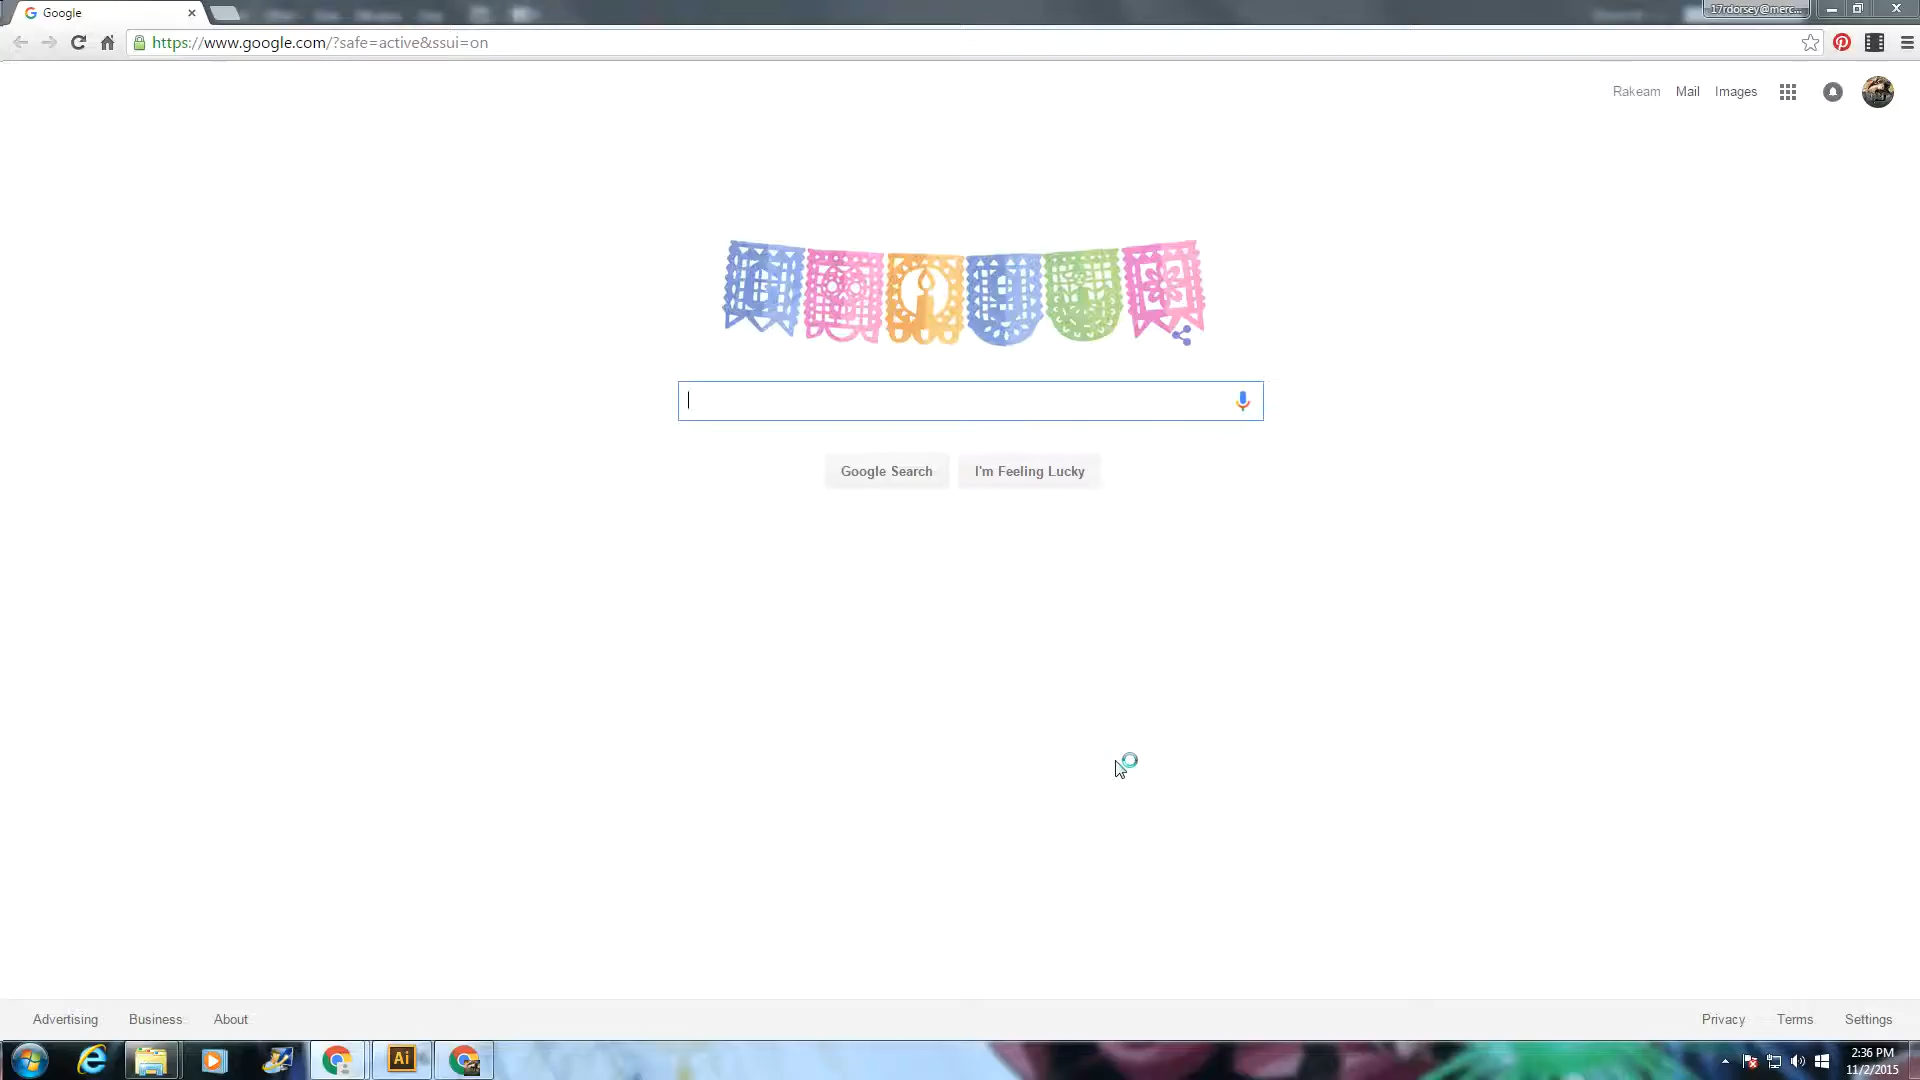 Google
17rdorsey@merc...
https://www.google.com/?safe=active&ssui=on
Rakeam Mail Images
Google Search I'm Feeling Lucky
Advertising Business About Privacy Terms Settings
Ai
2:36 PM
11/2/2015